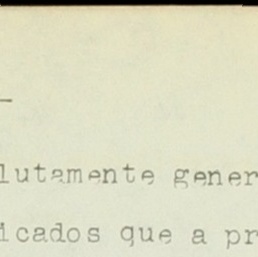 lutamente gener
icados que a pr